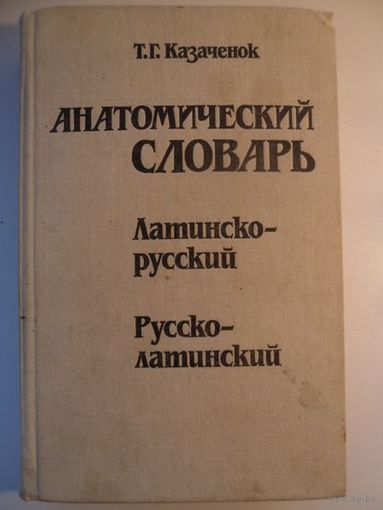 Т.Г. Казаченок
АНАТОМИЧЕСКИЙ
СЛОВАРЬ
Латинско-
русский
Русско-
латинский